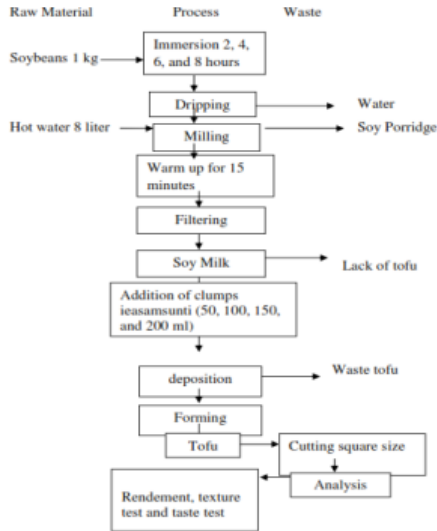 Raw Material Process Waste
Immersion 2, 4,
6, and 8 hours
Soybeans 1 kg
Dripping
Water
Hot water 8 liter
Milling
Soy Porridge
Warm up for 15
minutes
Filtering
Soy Milk
Lack of tofu
Addition of clumps
ieasamsunti (50, 100, 150,
and 200 ml)
deposition
Waste tofu
Forming
Tofu
Cutting square size
Analysis
Rendement, texture
test and taste test